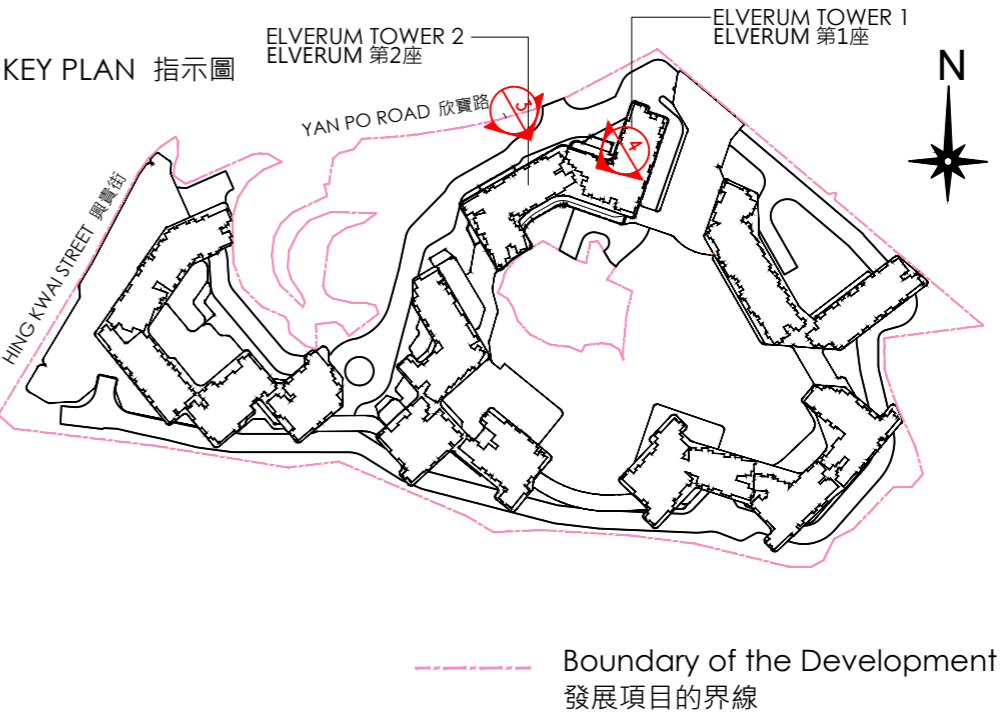 KEY PLAN 指示圖
ELVERUM TOWER 2
ELVERUM 第2座
ELVERUM TOWER 1
ELVERUM 第1座
N
YAN PO ROAD 欣寶路
3
4
HING KWAI STREET 興貴街
Boundary of the Development
發展項目的界線